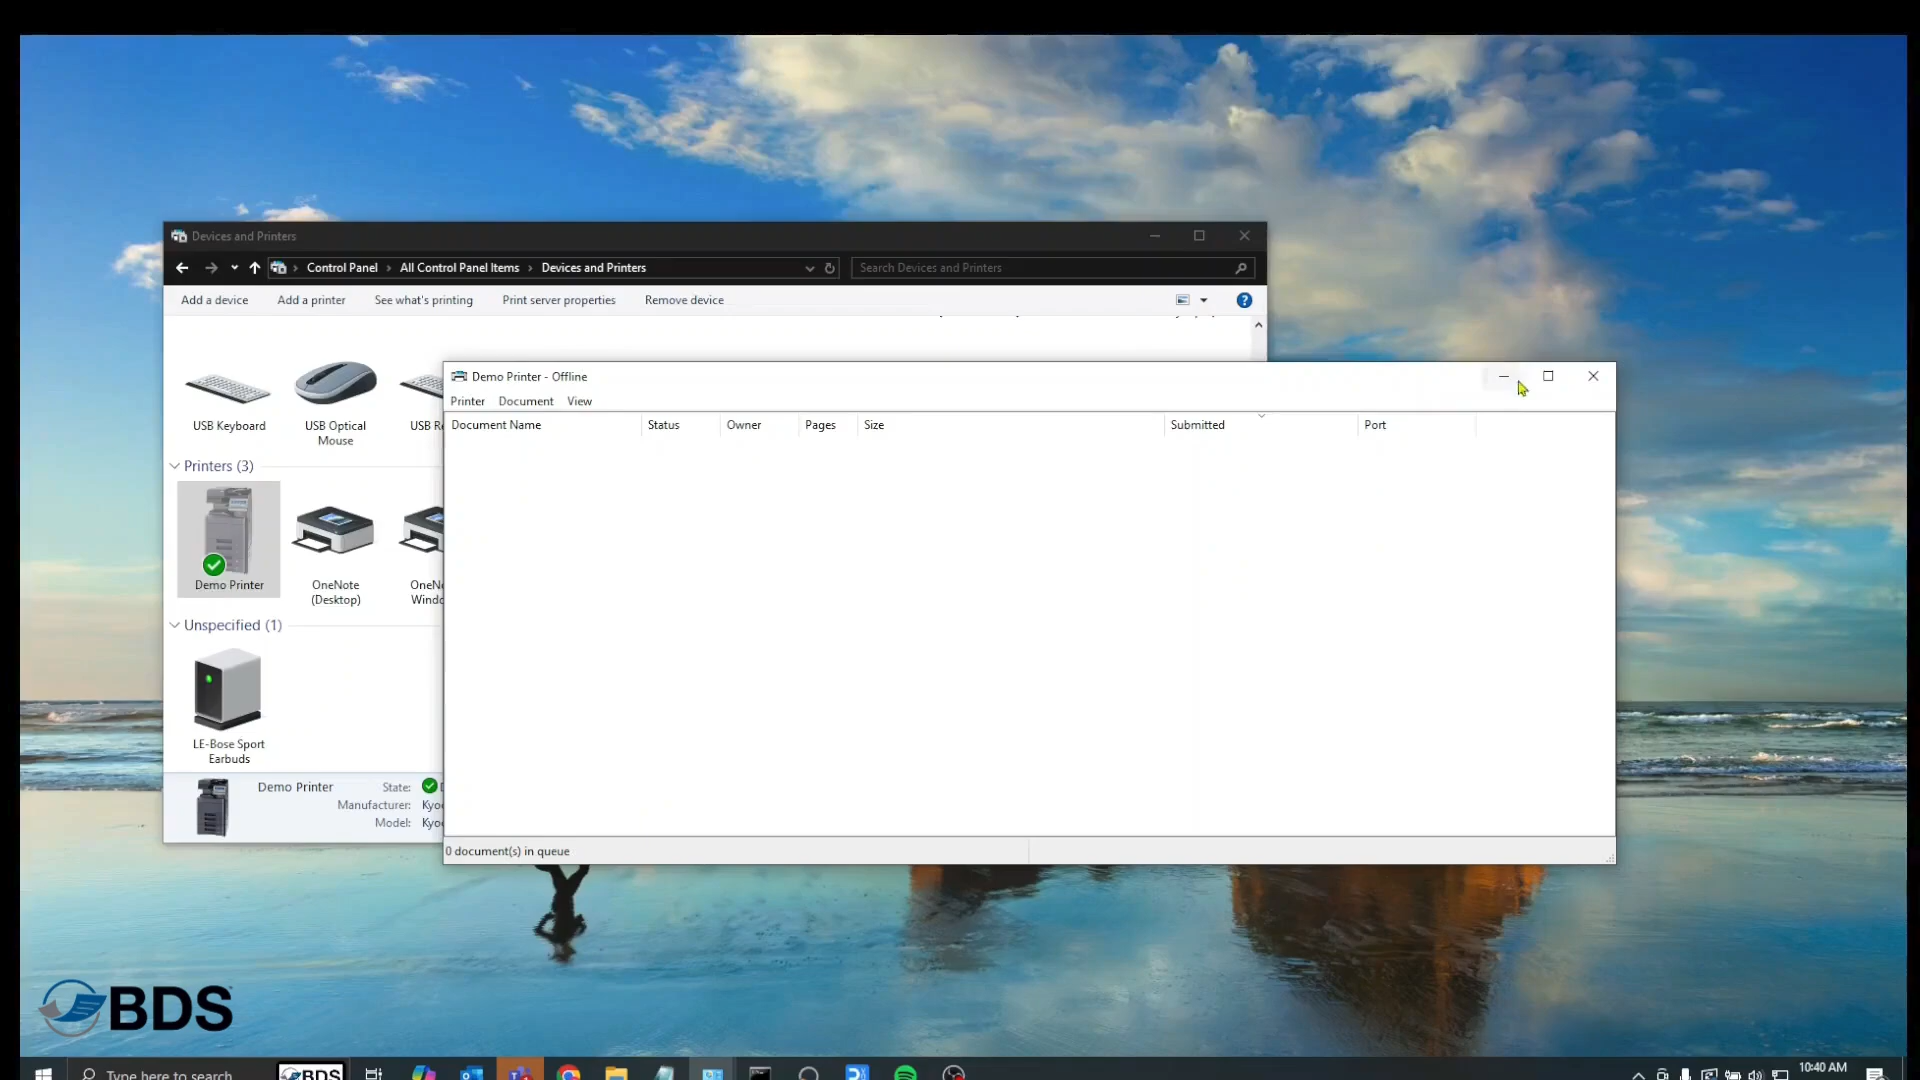 Devices and Printers
Control Panel > All Control Panel Items > Devices and Printers
Search Devices and Printers
Add a device
Add a printer
See what's printing
Print server properties
Remove device
Demo Printer - Offline
Printer Document View
Document Name Status Owner Pages Size Submitted Port
USB Keyboard
USB Optical
Mouse
Printers (3)
Demo Printer
OneNote
(Desktop)
Unspecified (1)
LE-Bose Sport
Earbuds
Demo Printer
State:
Manufacturer:
Model:
0 document(s) in queue
BDS
Type here to search
BDS
10:40 AM